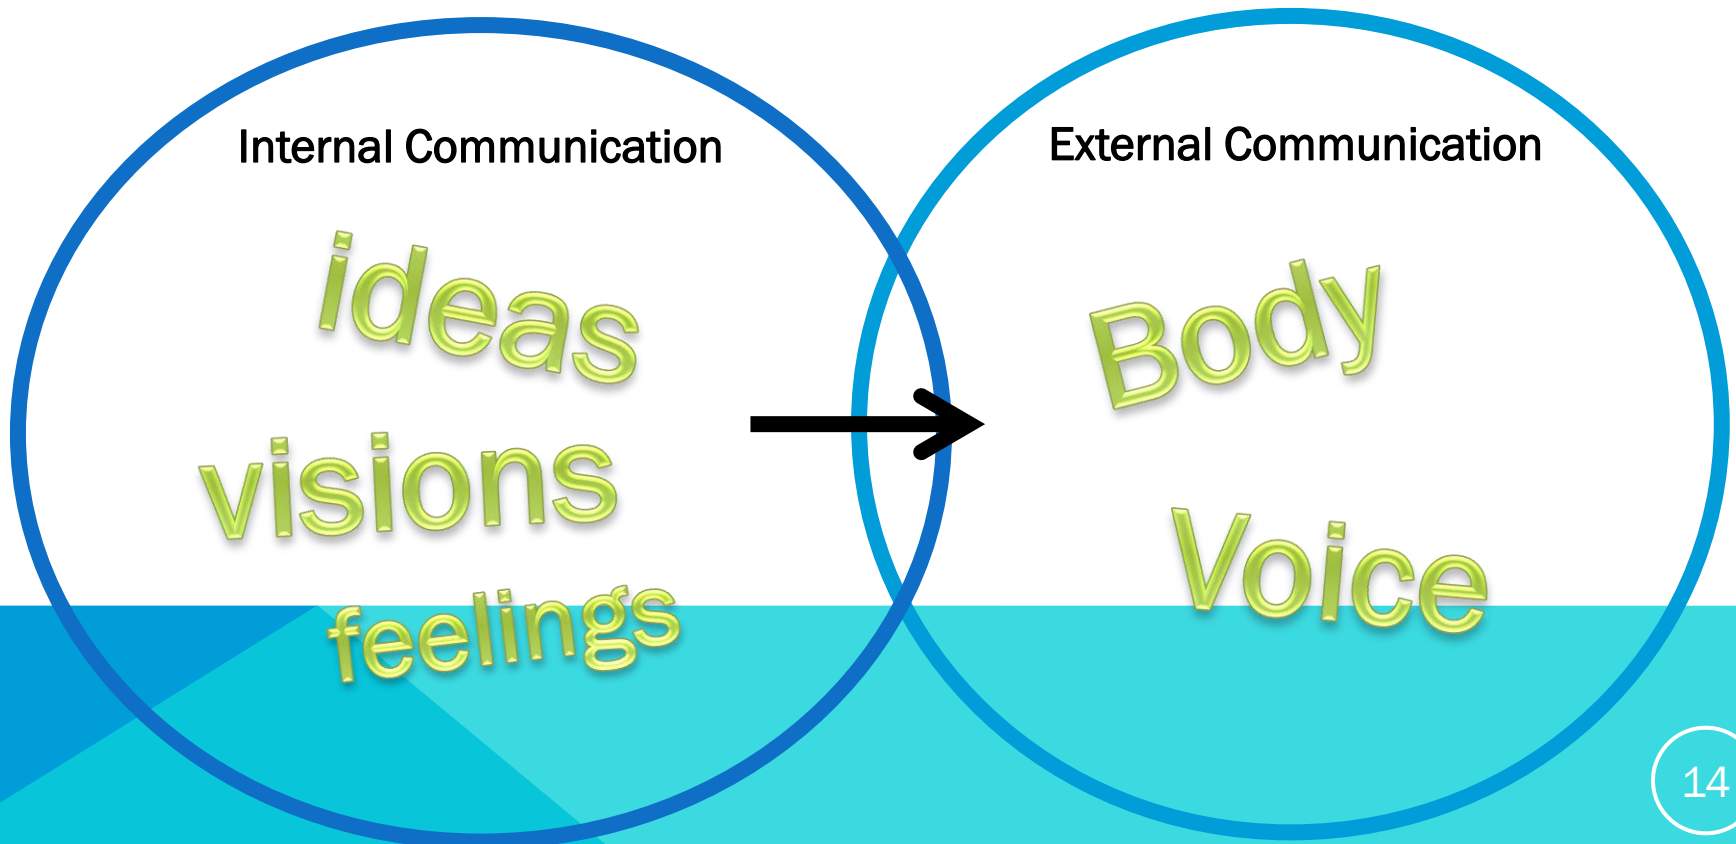 Internal Communication
ideas
visions
feelings
External Communication
Body
Voice
14